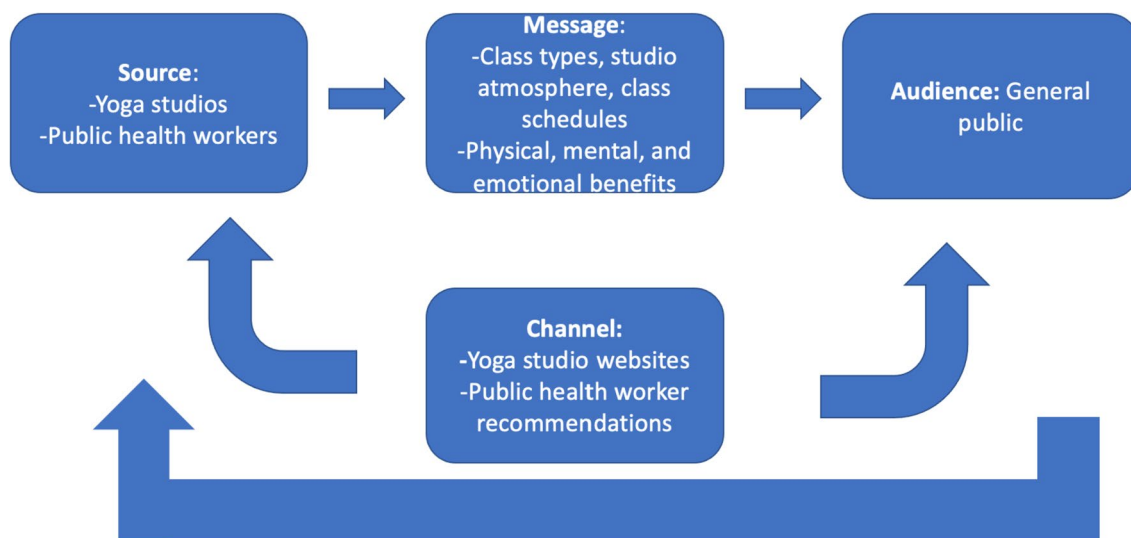 Source:
-Yoga studios
-Public health workers
Message:
-Class types, studio
atmosphere, class
schedules
-Physical, mental, and
emotional benefits
Audience: General
public
Channel:
-Yoga studio websites
-Public health worker
recommendations